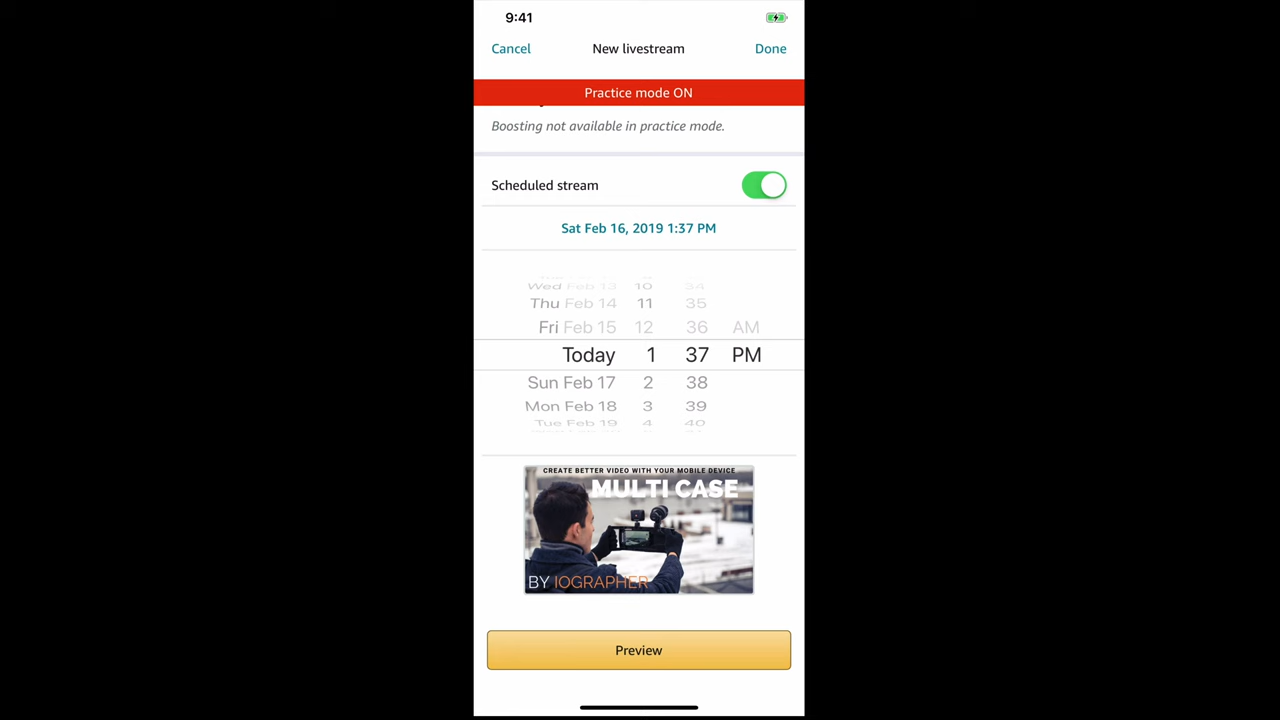 9:41
Cancel New livestream Done
Practice mode ON
Boosting not available in practice mode.
Scheduled stream
Sat Feb 16, 2019 1:37 PM
Wed Feb 13 10 34
Thu Feb 14 11 35
Fri Feb 15 12 36 AM
Today 1 37 PM
Sun Feb 17 2 38
Mon Feb 18 3 39
Tue Feb 19 4 40
CREATE BETTER VIDEO WITH YOUR MOBILE DEVICE
MULTI CASE
BY IOGRAPHER
Preview